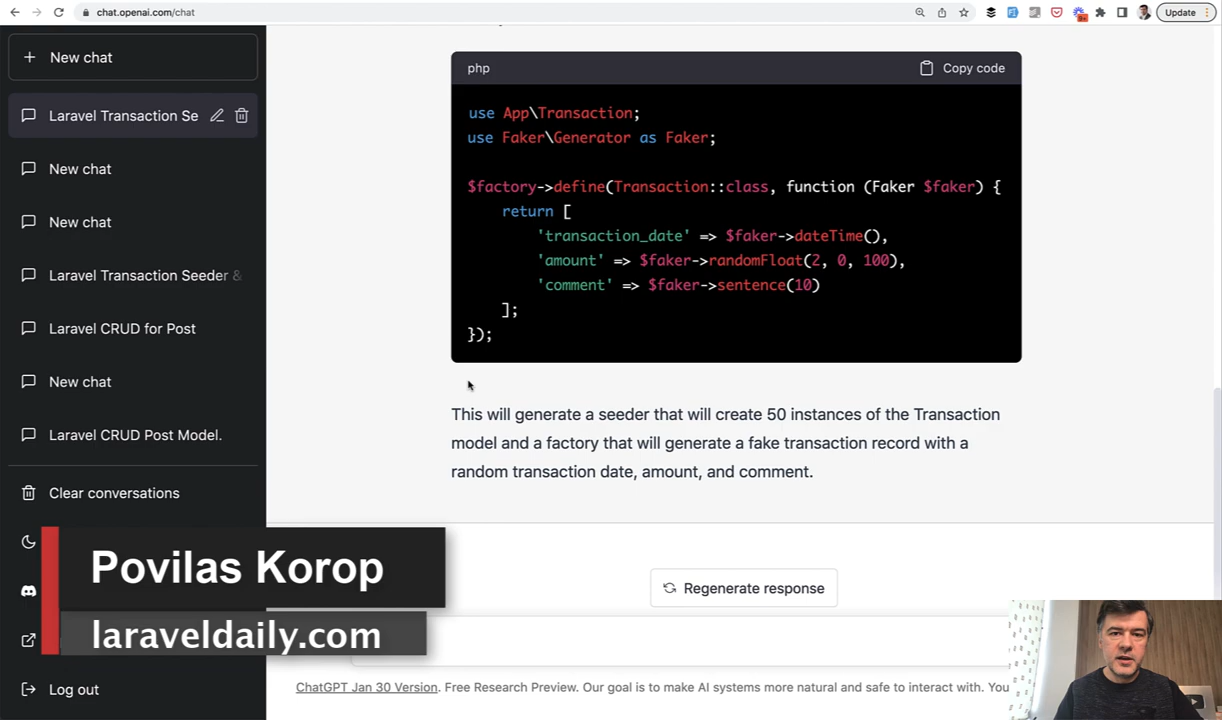 chat.openai.com/chat
Update
9+
New chat
Laravel Transaction Se
New chat
New chat
Laravel Transaction Seeder &
Laravel CRUD for Post
New chat
Laravel CRUD Post Model.
Clear conversations
Log out
php
Copy code
use App\Transaction;
use Faker\Generator as Faker;
$factory->define(Transaction::class, function (Faker $faker) {
return [
'transaction_date' => $faker->dateTime(),
'amount' => $faker->randomFloat(2, 0, 100),
'comment' => $faker->sentence(10)
];
});
This will generate a seeder that will create 50 instances of the Transaction
model and a factory that will generate a fake transaction record with a
random transaction date, amount, and comment.
Povilas Korop
laraveldaily.com
Regenerate response
ChatGPT Jan 30 Version. Free Research Preview. Our goal is to make AI systems more natural and safe to interact with. You